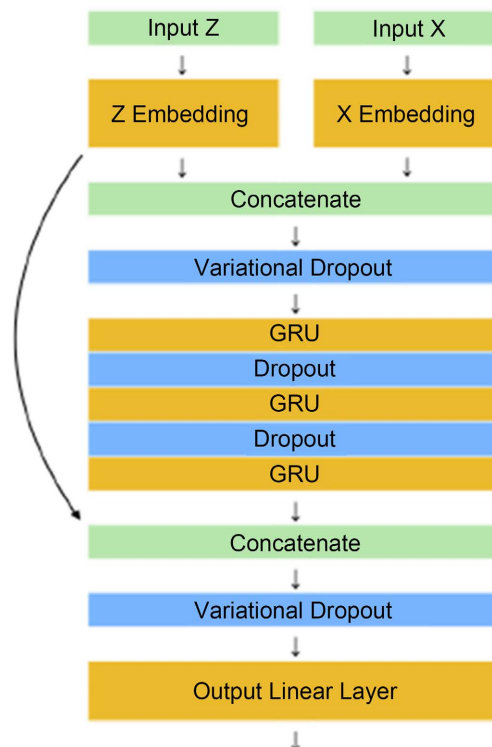 Input Z
Input X
Z Embedding
X Embedding
Concatenate
Variational Dropout
GRU
Dropout
GRU
Dropout
GRU
Concatenate
Variational Dropout
Output Linear Layer